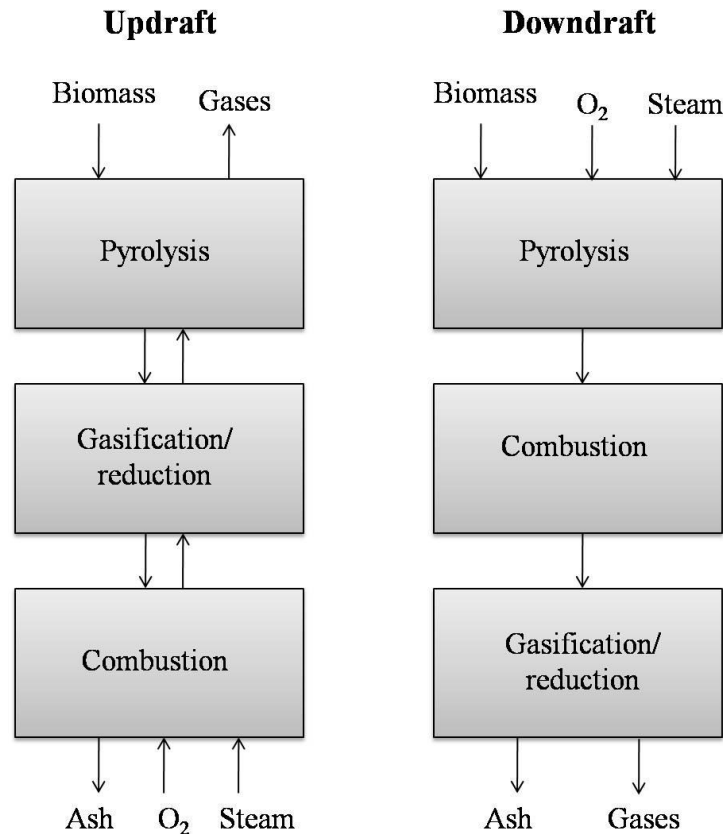 Updraft
Biomass
Gases
Pyrolysis
Gasification/
reduction
Combustion
Ash
O₂
Steam
Downdraft
Biomass
O₂
Steam
Pyrolysis
Combustion
Gasification/
reduction
Ash
Gases